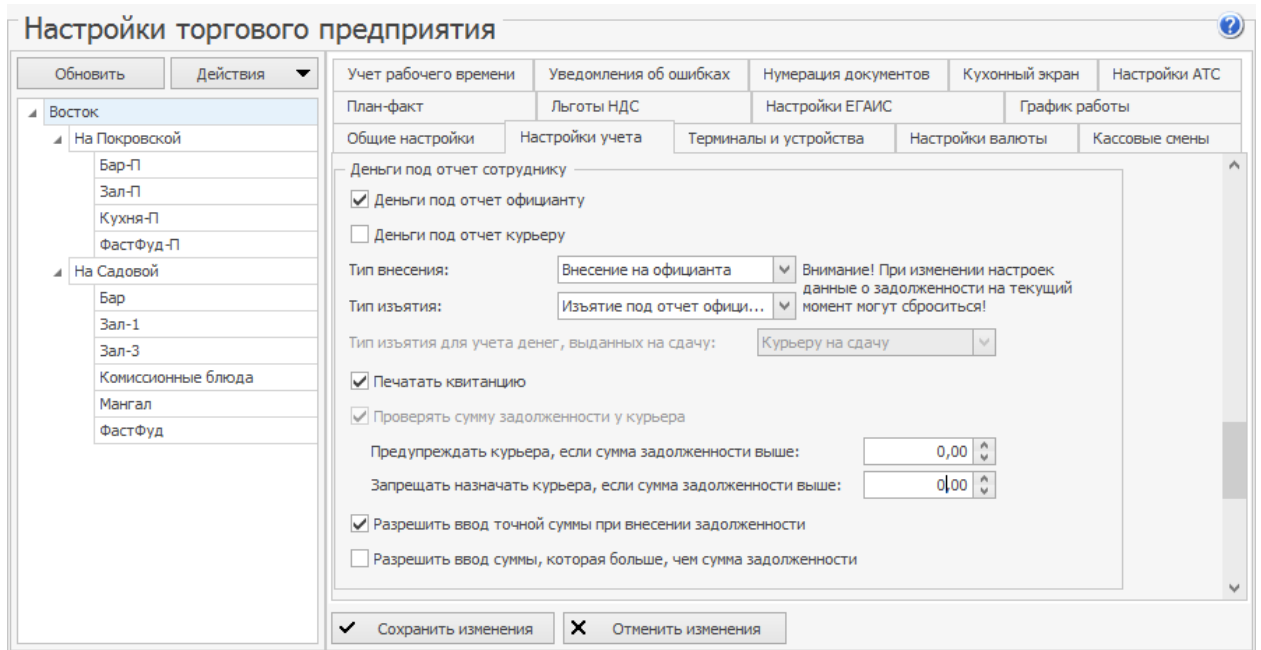 Настройки торгового предприятия
Обновить
Действия
Восток
На Покровской
Бар-П
Зал-П
Кухня-П
ФастФуд-П
На Садовой
Бар
Зал-1
Зал-3
Комиссионные блюда
Мангал
ФастФуд
Учет рабочего времени Уведомления об ошибках Нумерация документов Кухонный экран Настройки АТС
План-факт Льготы НДС Настройки ЕГАИС График работы
Общие настройки Настройки учета Терминалы и устройства Настройки валюты Кассовые смены
Деньги под отчет сотруднику
Деньги под отчет официанту
Деньги под отчет курьеру
Тип внесения: Внесение на официанта
Тип изъятия: Изъятие под отчет офици...
Внимание! При изменении настроек
данные о задолженности на текущий
момент могут сброситься!
Тип изъятия для учета денег, выданных на сдачу: Курьеру на сдачу
Печатать квитанцию
Проверять сумму задолженности у курьера
Предупреждать курьера, если сумма задолженности выше: 0,00
Запрещать назначать курьера, если сумма задолженности выше: 0,00
Разрешить ввод точной суммы при внесении задолженности
Разрешить ввод суммы, которая больше, чем сумма задолженности
Сохранить изменения Отменить изменения